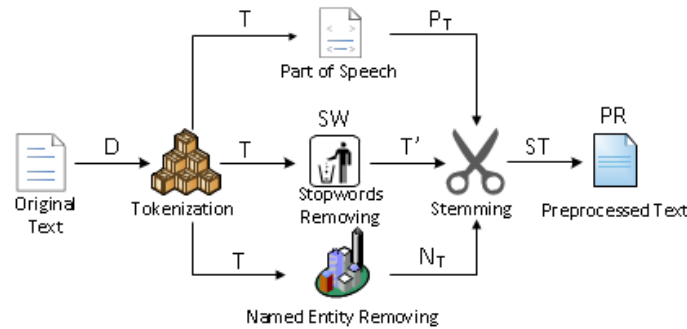 T
P_T
Part of Speech
SW
PR
D
T
T'
ST
Original
Text
Tokenization
Stopwords
Removing
Stemming
Preprocessed Text
T
N_T
Named Entity Removing